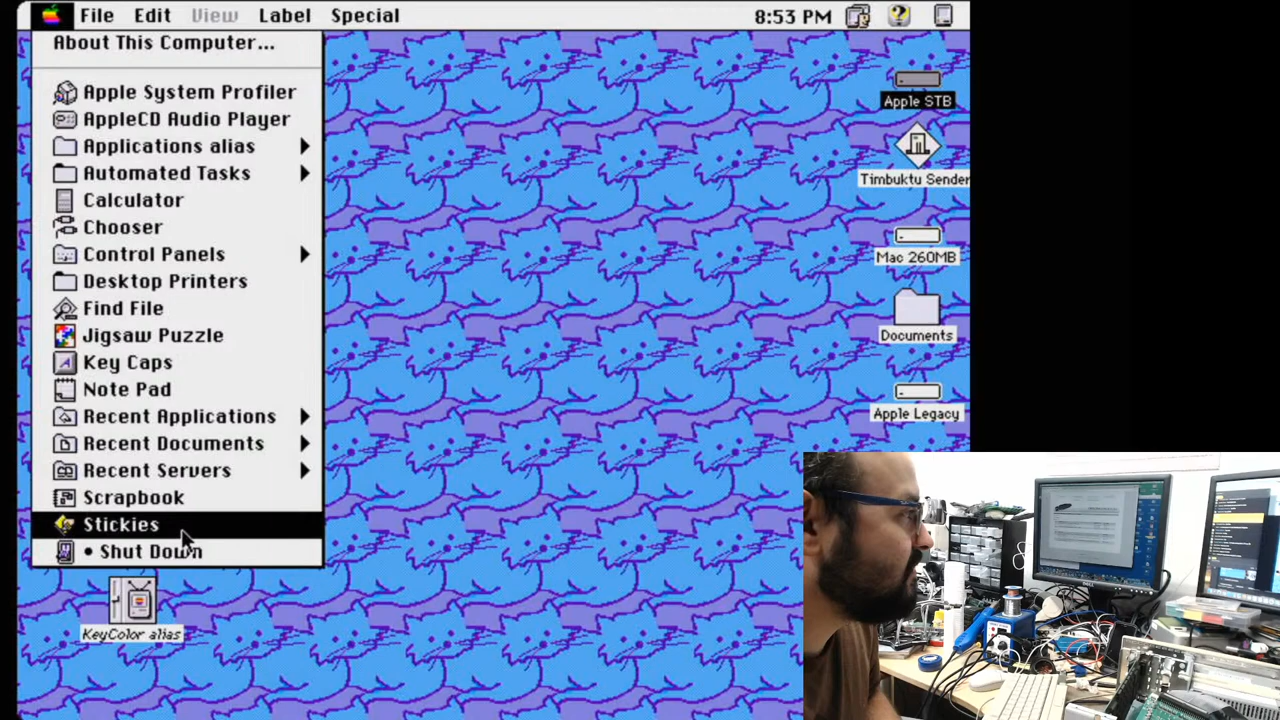 File Edit View Label Special 8:53 PM
About This Computer...
Apple System Profiler
AppleCD Audio Player
Applications alias
Automated Tasks
Calculator
Chooser
Control Panels
Desktop Printers
Find File
Jigsaw Puzzle
Key Caps
Note Pad
Recent Applications
Recent Documents
Recent Servers
Scrapbook
Stickies
• Shut Down
KeyColor alias
Apple STB
Timbuktu Sender
Mac 260MB
Documents
Apple Legacy
DELL